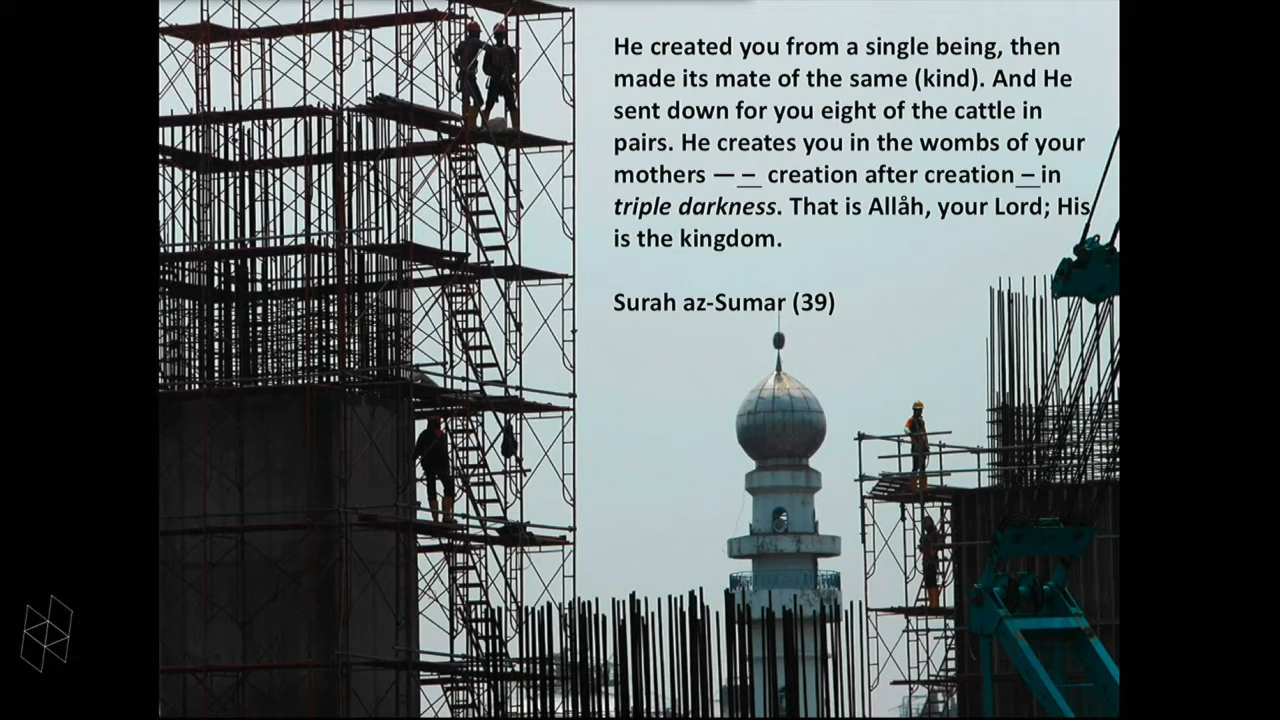 He created you from a single being, then
made its mate of the same (kind). And He
sent down for you eight of the cattle in
pairs. He creates you in the wombs of your
mothers — – creation after creation – in
triple darkness. That is Allåh, your Lord; His
is the kingdom.
Surah az-Sumar (39)